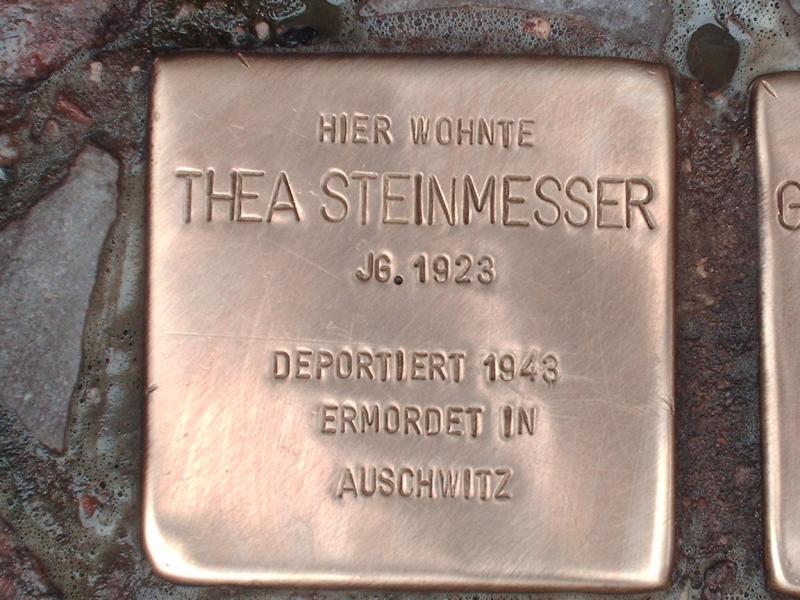 HIER WOHNTE
THEA STEINMESSER
JG. 1923
DEPORTIERT 1943
ERMORDET IN
AUSCHWITZ
G